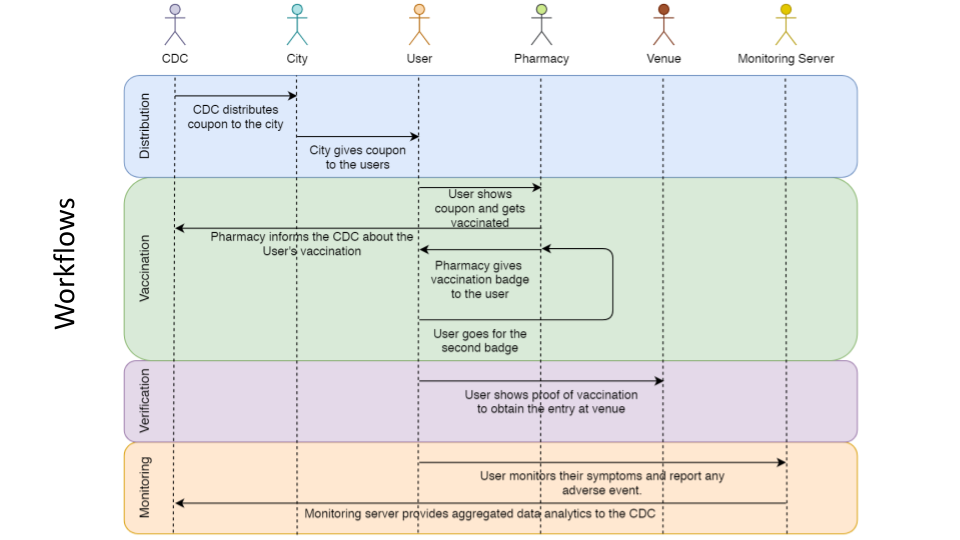 CDC
City
User
Pharmacy
Venue
Monitoring Server
Workflows
Distribution
CDC distributes
coupon to the city
City gives coupon
to the users
Vaccination
User shows
coupon and gets
vaccinated
Pharmacy informs the CDC about the
User's vaccination
Pharmacy gives
vaccination badge
to the user
User goes for the
second badge
Verification
User shows proof of vaccination
to obtain the entry at venue
Monitoring
User monitors their symptoms and report any
adverse event.
Monitoring server provides aggregated data analytics to the CDC